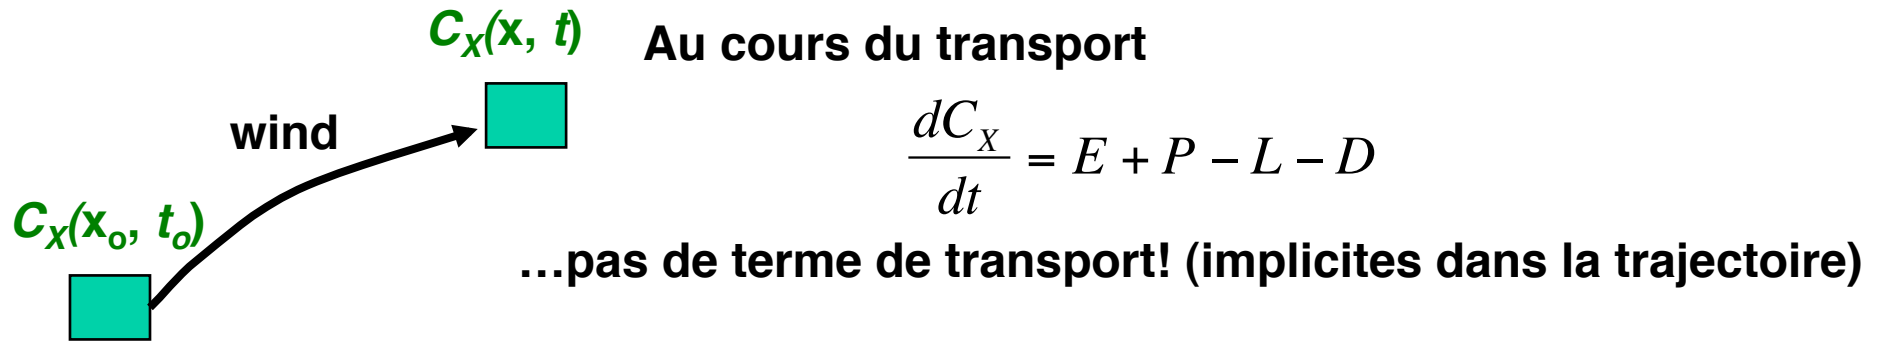 C_X(x, t)
Au cours du transport
wind
dC_X/dt = E + P − L − D
C_X(x_o, t_o)
...pas de terme de transport! (implicites dans la trajectoire)